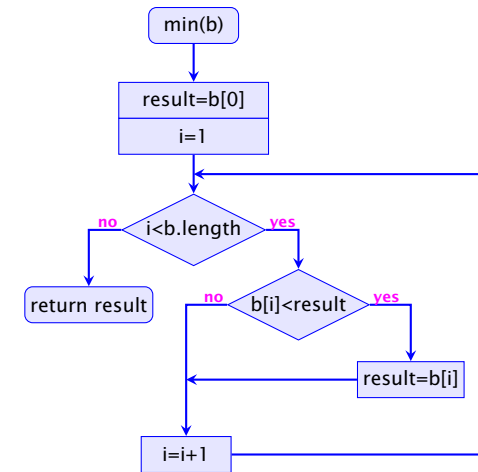 min(b)
result=b[0]
i=1
no
i<b.length
yes
return result
no
b[i]<result
yes
result=b[i]
i=i+1